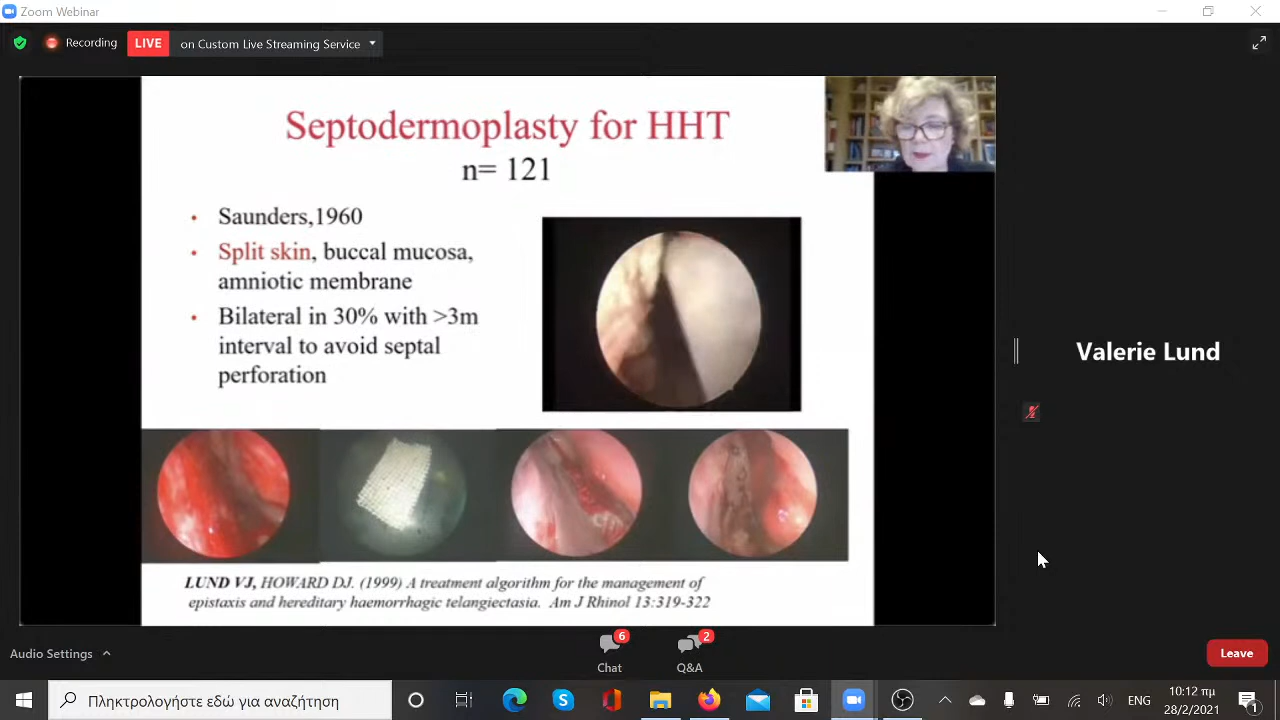 Zoom Webinar
Recording
LIVE
on Custom Live Streaming Service
Septodermoplasty for HHT
n= 121
• Saunders,1960
• Split skin, buccal mucosa,
amniotic membrane
• Bilateral in 30% with >3m
interval to avoid septal
perforation
LUND VJ, HOWARD DJ. (1999) A treatment algorithm for the management of
epistaxis and hereditary haemorrhagic telangiectasia. Am J Rhinol 13:319-322
Valerie Lund
Audio Settings
6
Chat
2
Q&A
Leave
Πληκτρολογήστε εδώ για αναζήτηση
ENG
10:12 πμ
28/2/2021
1